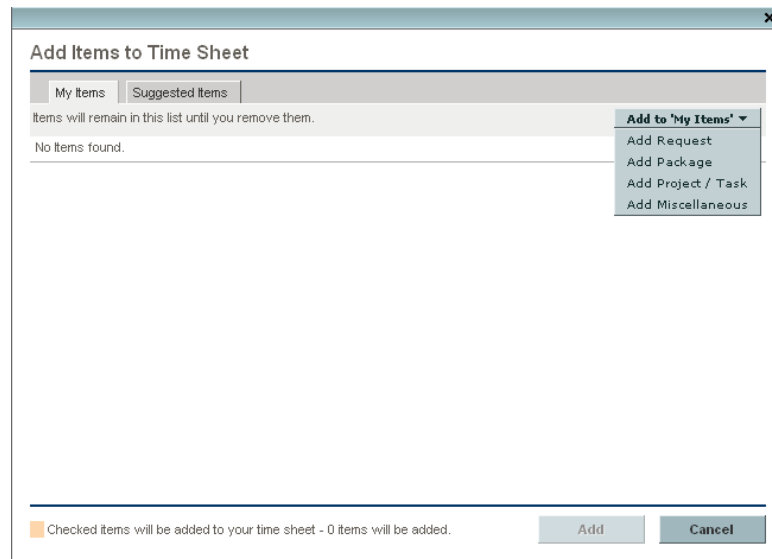 Add Items to Time Sheet
My Items
Suggested Items
Items will remain in this list until you remove them.
Add to 'My Items'
No Items found.
Add Request
Add Package
Add Project / Task
Add Miscellaneous
Checked items will be added to your time sheet - 0 items will be added.
Add
Cancel